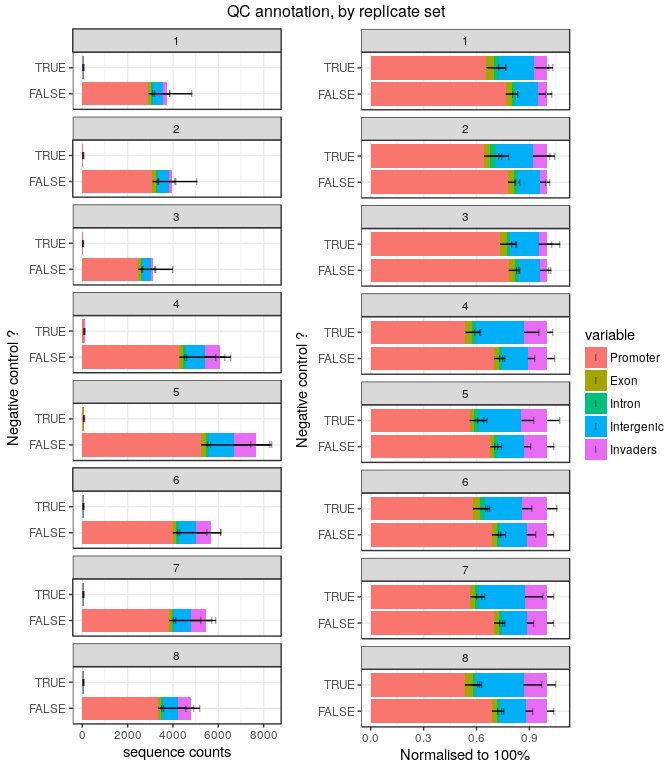 QC annotation, by replicate set
Negative control ?
1
TRUE
FALSE
2
TRUE
FALSE
3
TRUE
FALSE
4
TRUE
FALSE
5
TRUE
FALSE
6
TRUE
FALSE
7
TRUE
FALSE
8
TRUE
FALSE
0 2000 4000 6000 8000
sequence counts
Negative control ?
1
TRUE
FALSE
2
TRUE
FALSE
3
TRUE
FALSE
4
TRUE
FALSE
5
TRUE
FALSE
6
TRUE
FALSE
7
TRUE
FALSE
8
TRUE
FALSE
0.0 0.3 0.6 0.9
Normalised to 100%
variable
Promoter
Exon
Intron
Intergenic
Invaders